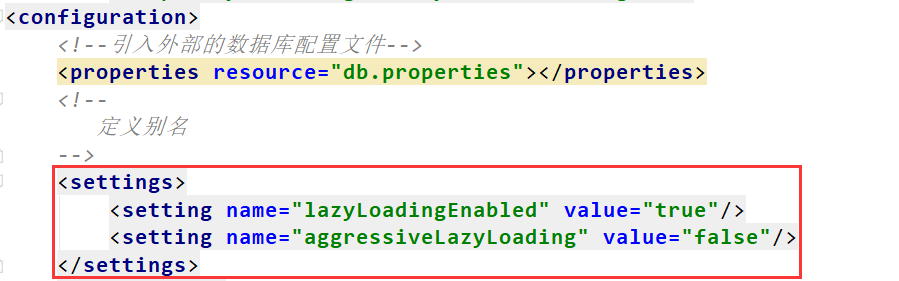 <configuration>
<!--引入外部的数据库配置文件-->
<properties resource="db.properties"></properties>
<!--
定义别名
-->
<settings>
<setting name="lazyLoadingEnabled" value="true"/>
<setting name="aggressiveLazyLoading" value="false"/>
</settings>